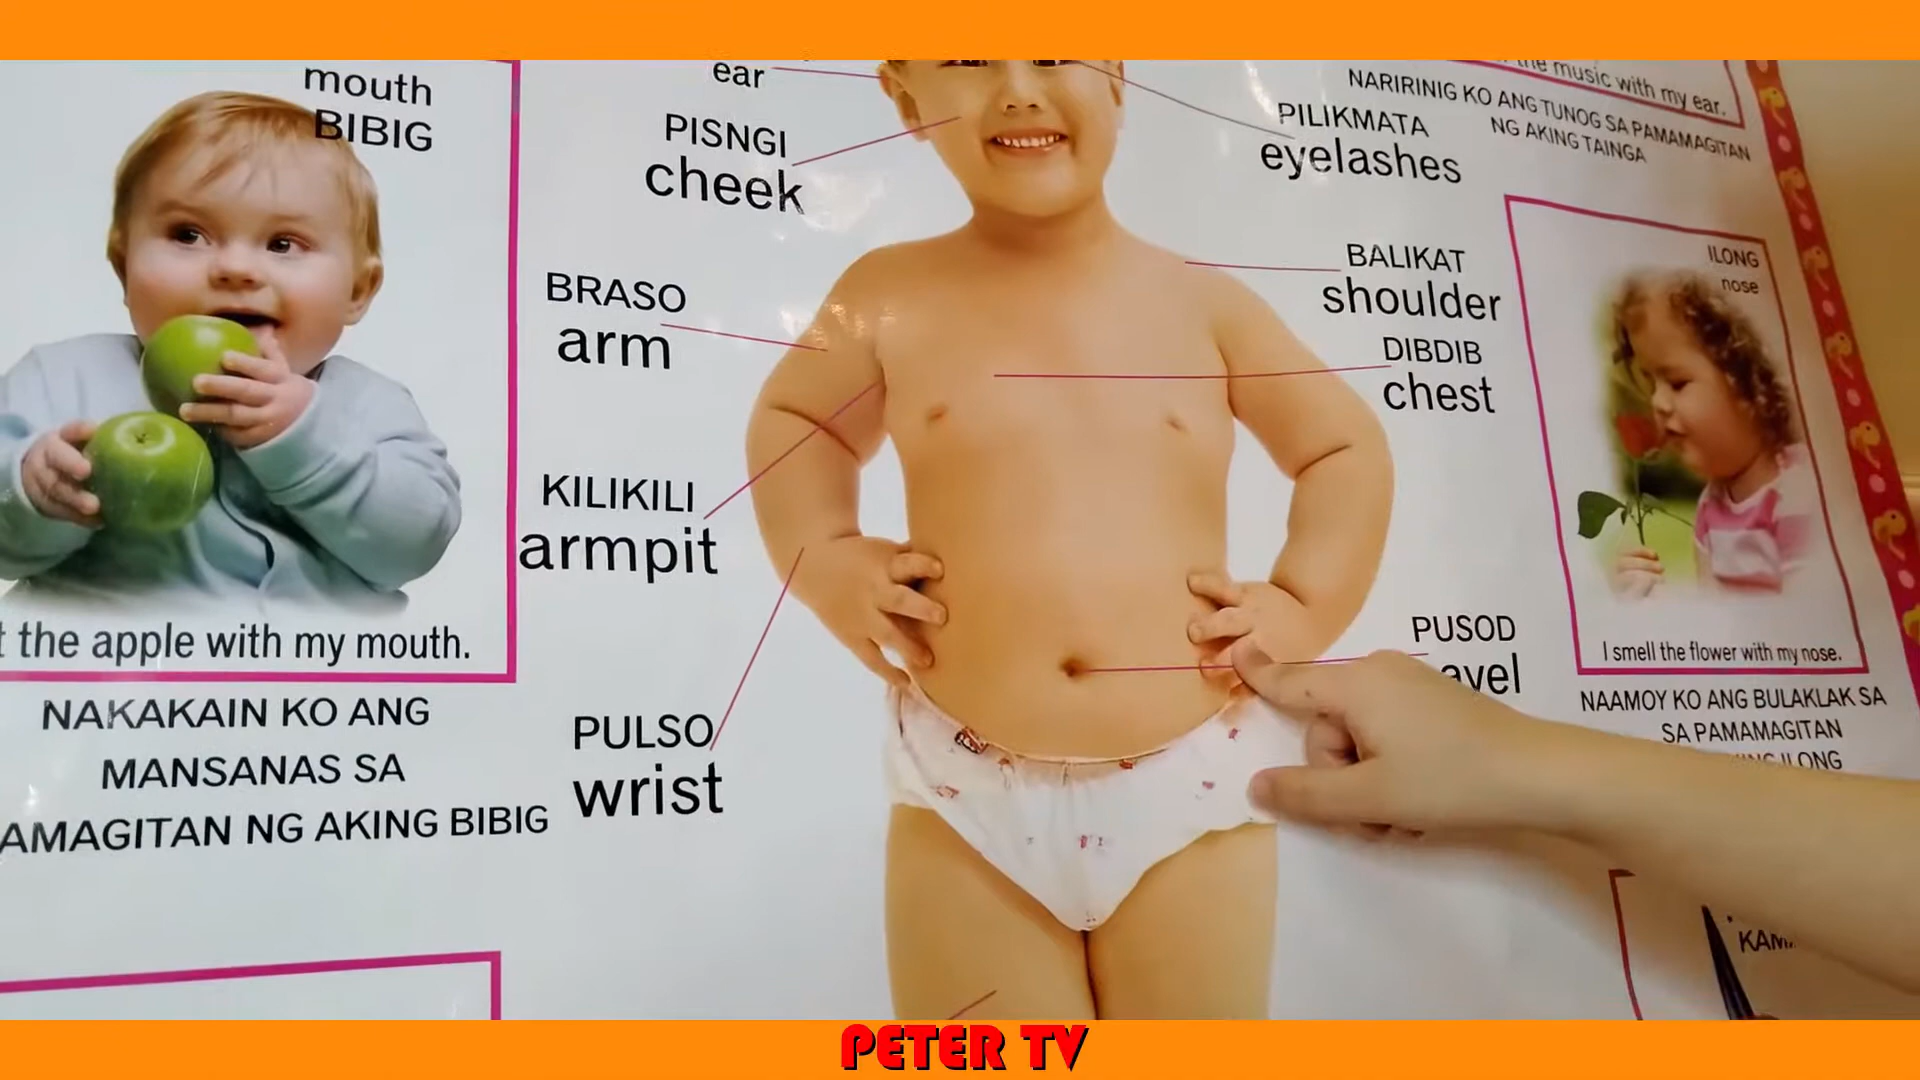 mouth
BIBIG
the apple with my mouth.
NAKAKAIN KO ANG
MANSANAS SA
AMAGITAN NG AKING BIBIG
ear
PISNGI
cheek
BRASO
arm
KILIKILI
armpit
PULSO
wrist
PILIKMATA
eyelashes
BALIKAT
shoulder
DIBDIB
chest
PUSOD
avel
the music with my ear.
NARIRINIG KO ANG TUNOG SA PAMAMAGITAN
NG AKING TAINGA
ILONG
nose
I smell the flower with my nose.
NAAMOY KO ANG BULAKLAK SA
SA PAMAMAGITAN
ILONG
PETER TV